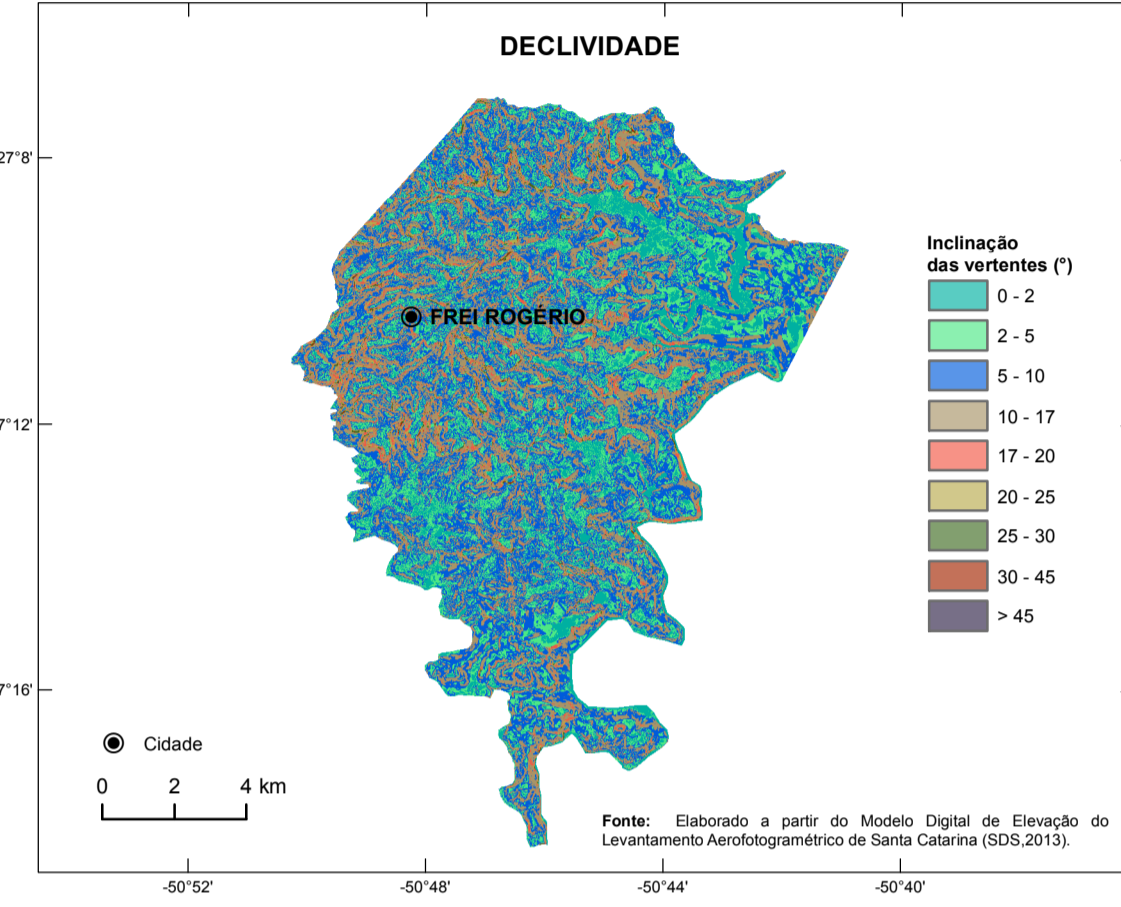 DECLIVIDADE
27°8'
7°12'
7°16'
FREI ROGÉRIO
Inclinação
das vertentes (°)
0 - 2
2 - 5
5 - 10
10 - 17
17 - 20
20 - 25
25 - 30
30 - 45
> 45
Cidade
0 2 4 km
Fonte: Elaborado a partir do Modelo Digital de Elevação do
Levantamento Aerofotogramétrico de Santa Catarina (SDS,2013).
-50°52' -50°48' -50°44' -50°40'